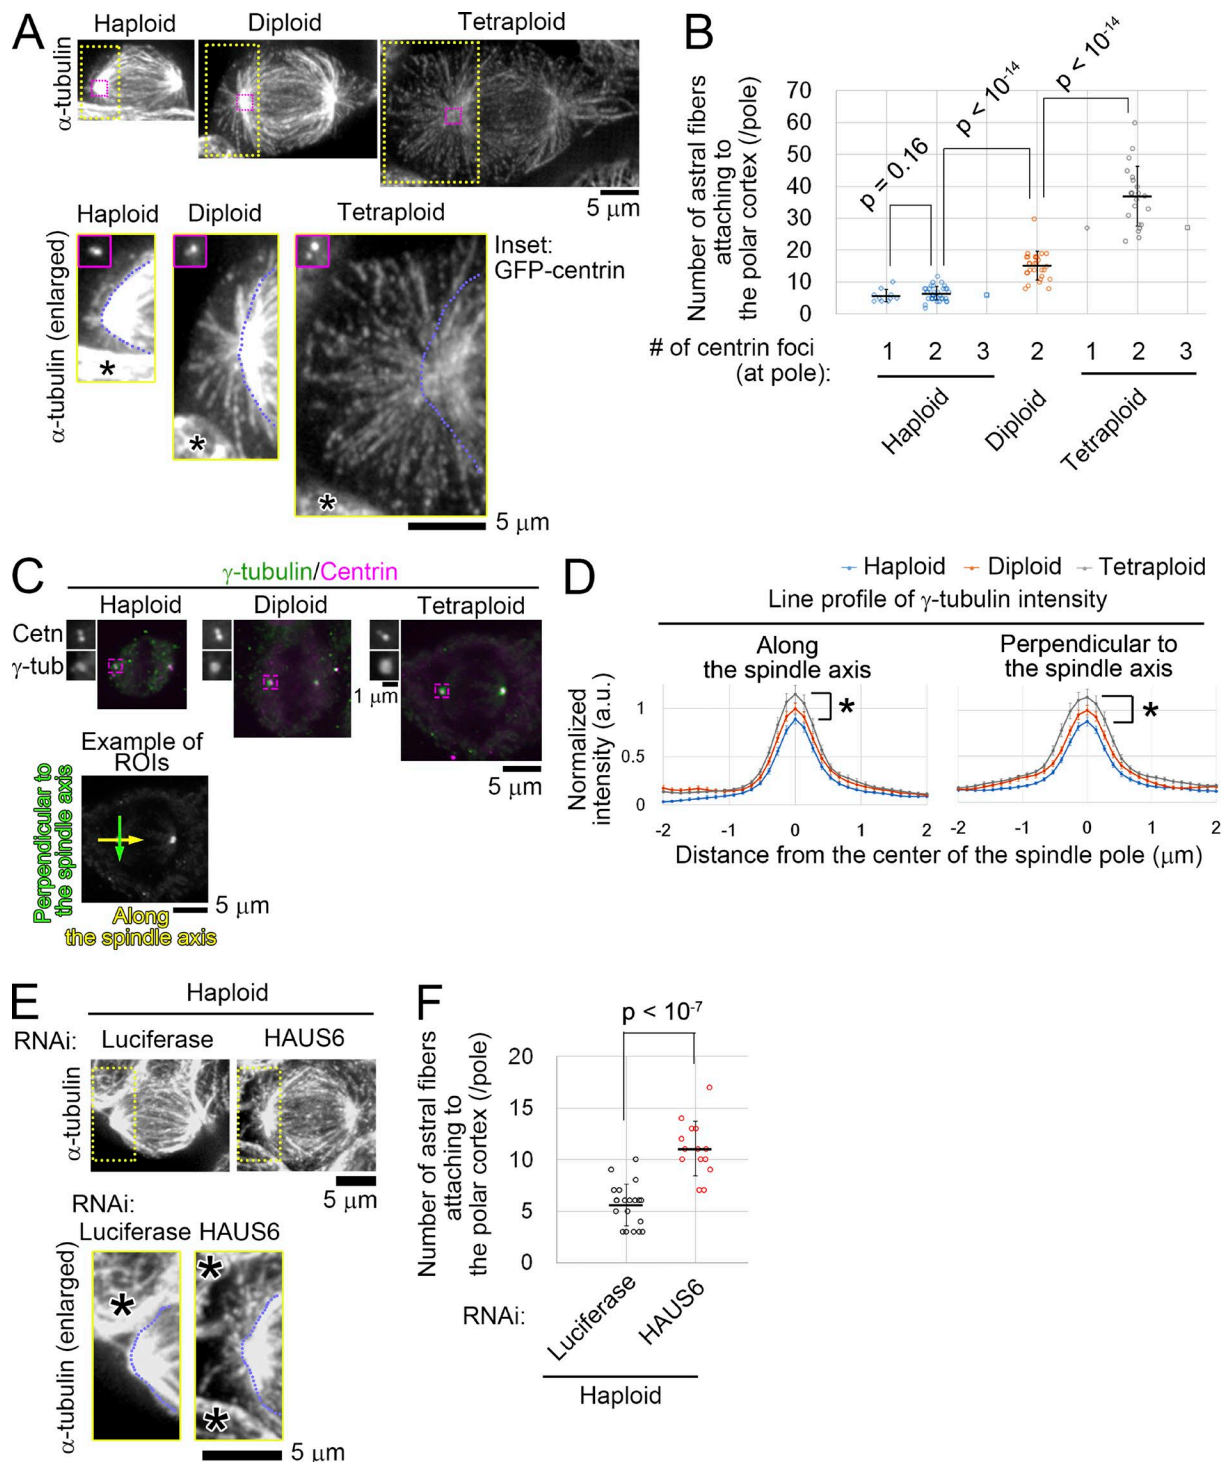 A
Haploid
Diploid
Tetraploid
α-tubulin
5 μm
Haploid
Diploid
Tetraploid
Inset:
GFP-centrin
α-tubulin (enlarged)
*
*
*
5 μm
B
p < 10-14
p < 10-14
p = 0.16
Number of astral fibers
attaching to
the polar cortex (/pole)
70
60
50
40
30
20
10
0
# of centrin foci
(at pole):
1 2 3 2 1 2 3
Haploid
Diploid
Tetraploid
C
γ-tubulin/Centrin
Haploid
Diploid
Tetraploid
Cetn
γ-tub
1 μm
5 μm
Example of
ROIs
Perpendicular to
the spindle axis
5 μm
Along
the spindle axis
D
Haploid Diploid Tetraploid
Line profile of γ-tubulin intensity
Along
the spindle axis
Perpendicular to
the spindle axis
Normalized
intensity (a.u.)
1
0.5
0
*
*
-2 -1 0 1 2
-2 -1 0 1 2
Distance from the center of the spindle pole (μm)
E
Haploid
RNAi:
Luciferase
HAUS6
α-tubulin
5 μm
RNAi:
Luciferase HAUS6
α-tubulin (enlarged)
*
*
*
5 μm
F
p < 10-7
Number of astral fibers
attaching to
the polar cortex (/pole)
20
15
10
5
0
RNAi:
Luciferase
HAUS6
Haploid